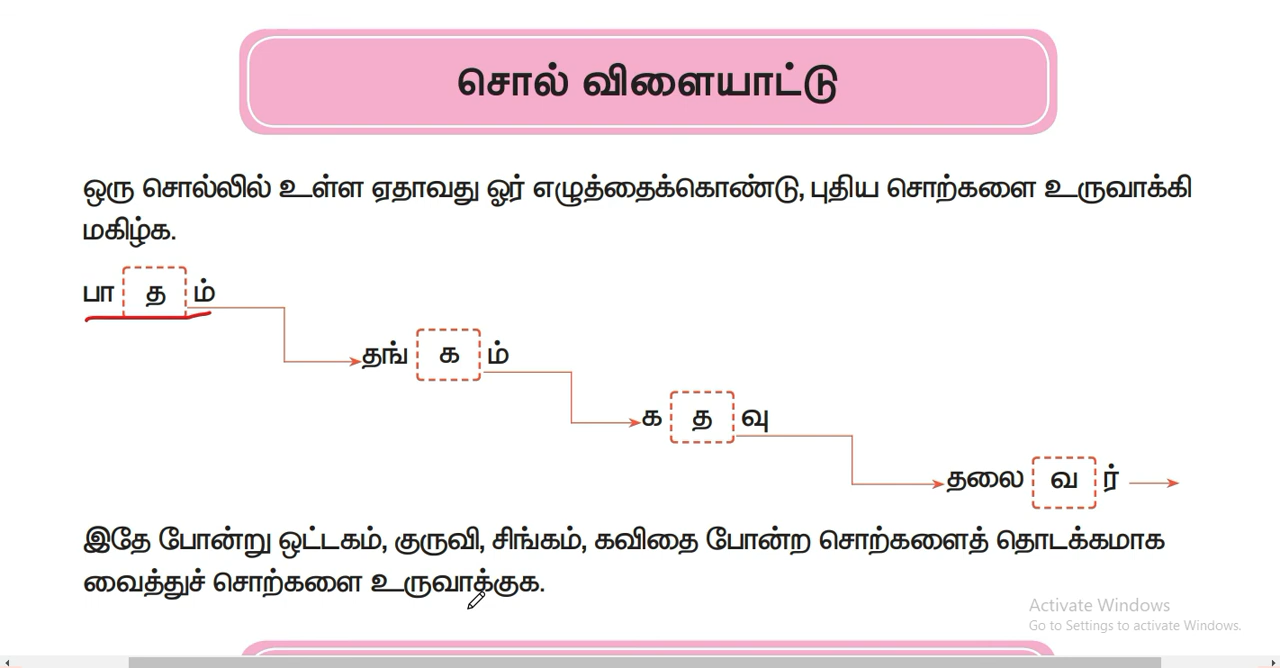 சொல் விளையாட்டு
ஒரு சொல்லில் உள்ள ஏதாவது ஓர் எழுத்தைக்கொண்டு, புதிய சொற்களை உருவாக்கி
மகிழ்க.
பா த ம்
தங் க ம்
க த வு
தலை வ ர்
இதே போன்று ஒட்டகம், குருவி, சிங்கம், கவிதை போன்ற சொற்களைத் தொடக்கமாக
வைத்துச் சொற்களை உருவாக்குக.
Activate Windows
Go to Settings to activate Windows.